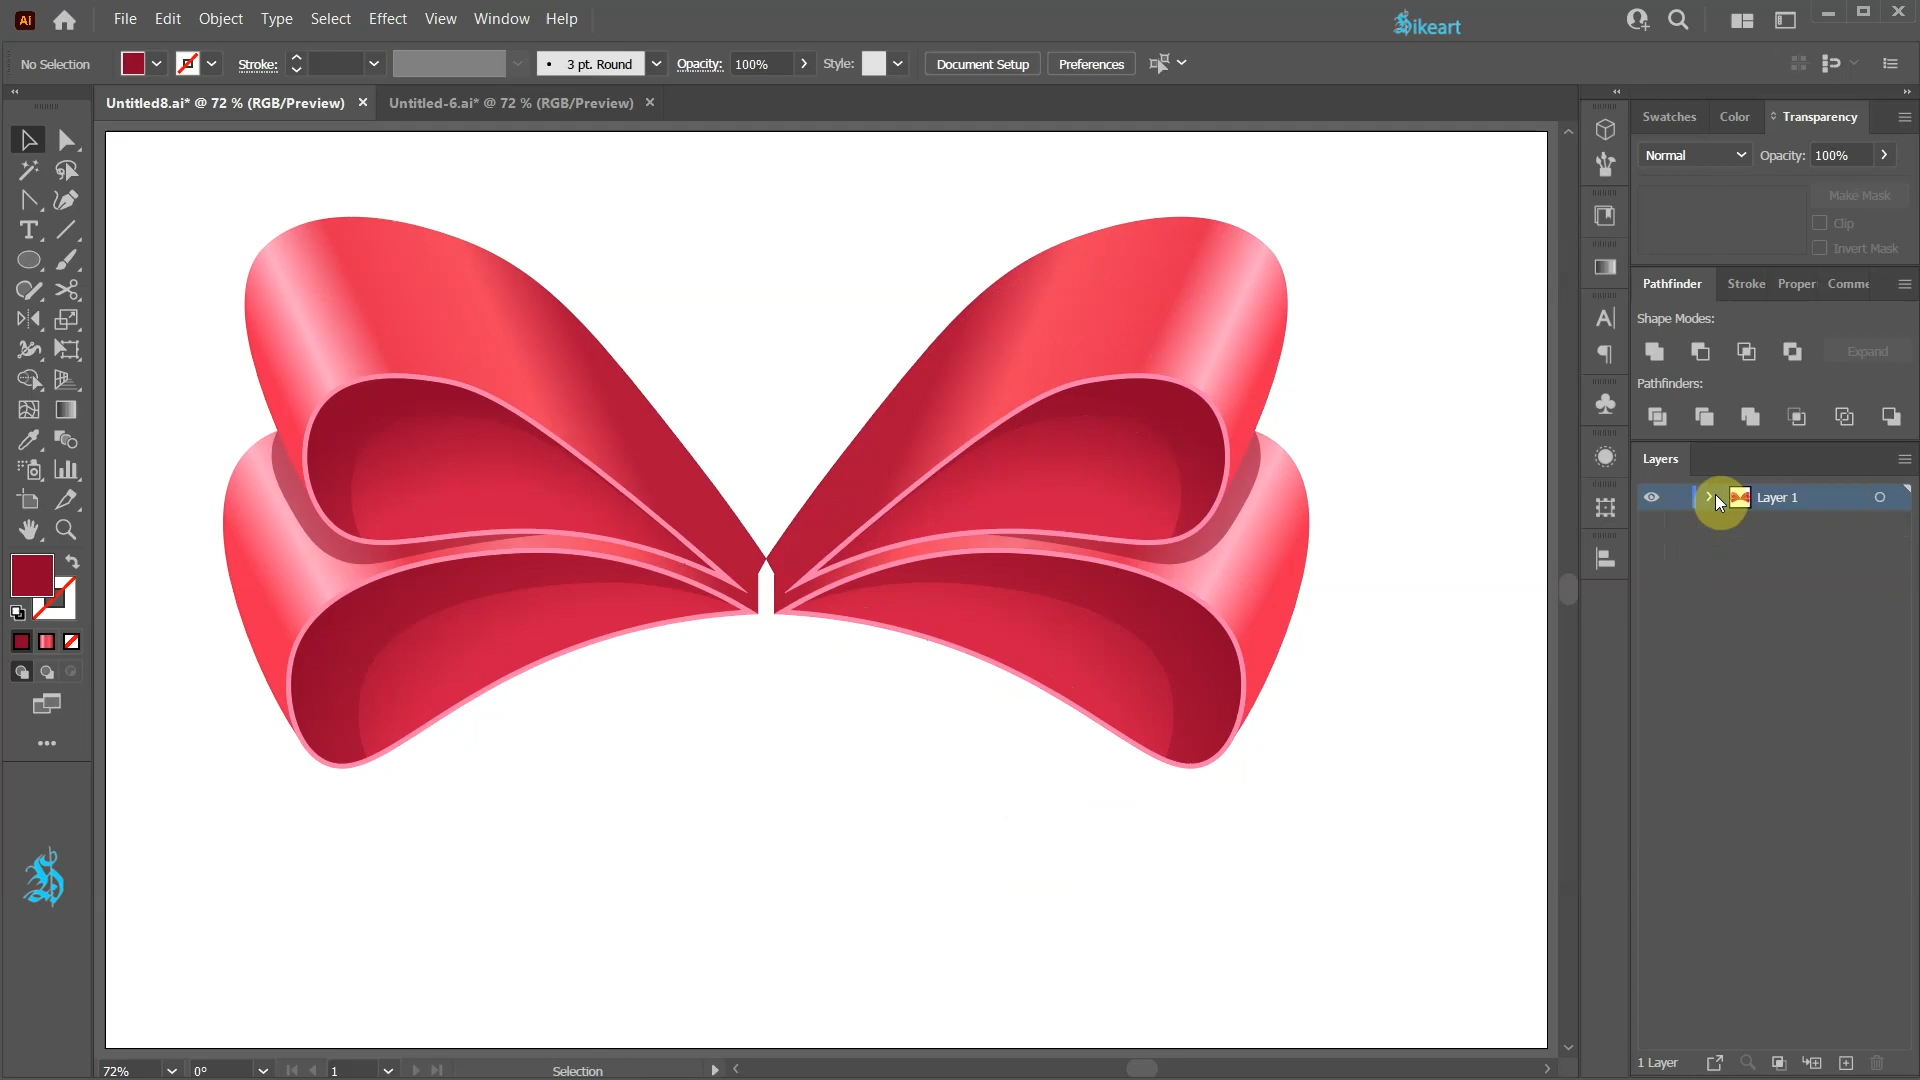 Ai File Edit Object Type Select Effect View Window Help
Sikeart
No Selection Stroke: 3 pt. Round Opacity: 100% Style: Document Setup Preferences
Untitled8.ai* @ 72 % (RGB/Preview) Untitled-6.ai* @ 72 % (RGB/Preview)
Swatches Color Transparency
Normal Opacity: 100%
Make Mask
Clip
Invert Mask
Pathfinder Stroke Proper Comme
Shape Modes:
Expand
Pathfinders:
Layers
Layer 1
1 Layer
72% 0° 1 Selection